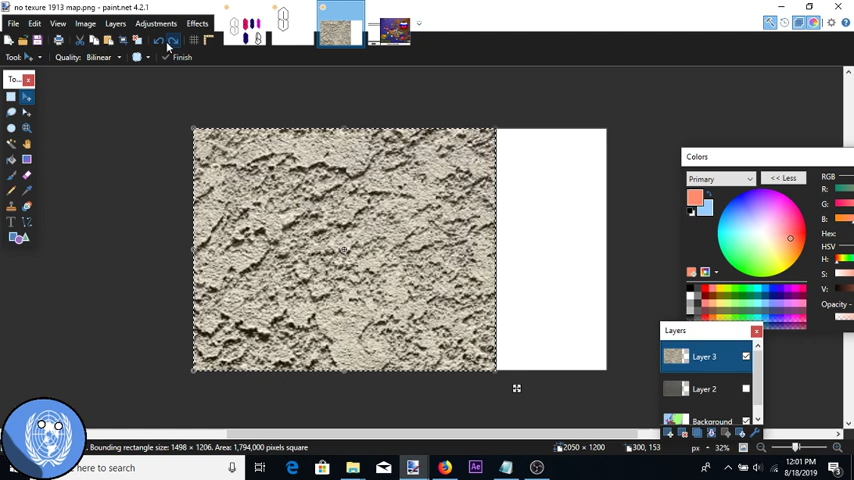 no texure 1913 map.png - paint.net 4.2.1
File Edit View Image Layers Adjustments Effects
Tool: Quality: Bilinear Finish
To...
Colors
Primary << Less
RGB
R:
G:
B:
Hex:
HSV
H:
S:
V:
Opacity -
Layers
Layer 3
Layer 2
Background
Bounding rectangle size: 1498 × 1206. Area: 1,794,000 pixels square
2050 × 1200 300, 153 px 32%
here to search
Ae
12:01 PM
8/18/2019
3